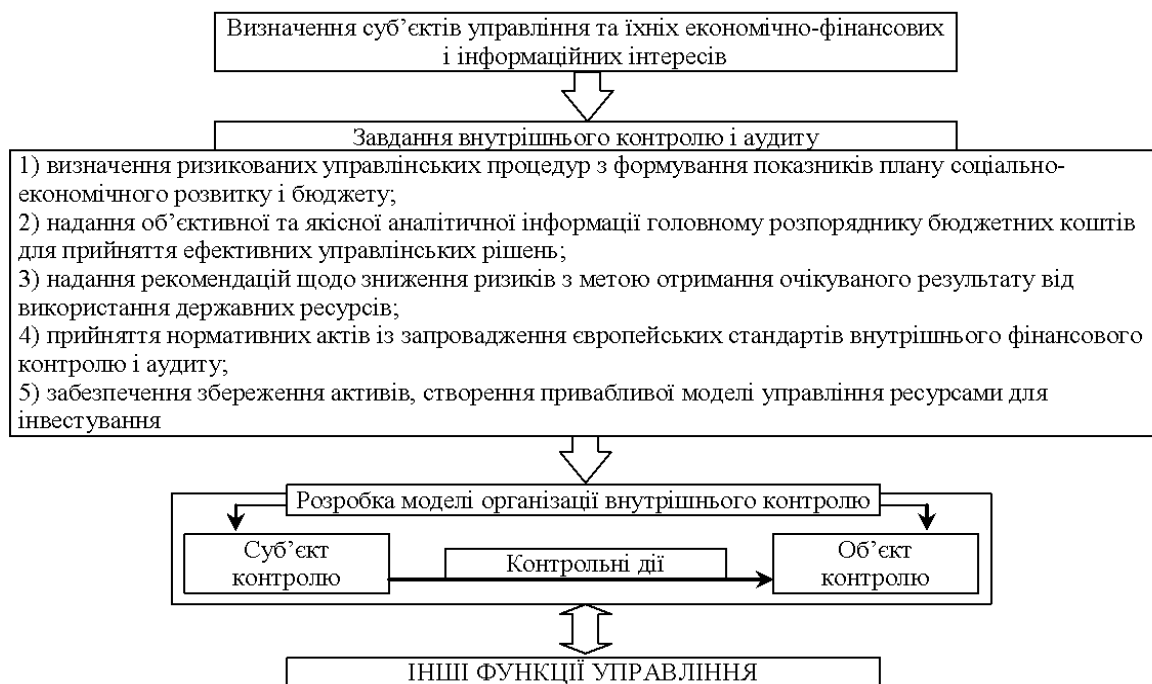 Визначення суб’єктів управління та їхніх економічно-фінансових
і інформаційних інтересів
Завдання внутрішнього контролю і аудиту
1) визначення ризикованих управлінських процедур з формування показників плану соціально-
економічного розвитку і бюджету;
2) надання об’єктивної та якісної аналітичної інформації головному розпоряднику бюджетних коштів
для прийняття ефективних управлінських рішень;
3) надання рекомендацій щодо зниження ризиків з метою отримання очікуваного результату від
використання державних ресурсів;
4) прийняття нормативних актів із запровадження європейських стандартів внутрішнього фінансового
контролю і аудиту;
5) забезпечення збереження активів, створення привабливої моделі управління ресурсами для
інвестування
Розробка моделі організації внутрішнього контролю
Суб’єкт
контролю
Контрольні дії
Об’єкт
контролю
ІНШІ ФУНКЦІЇ УПРАВЛІННЯ